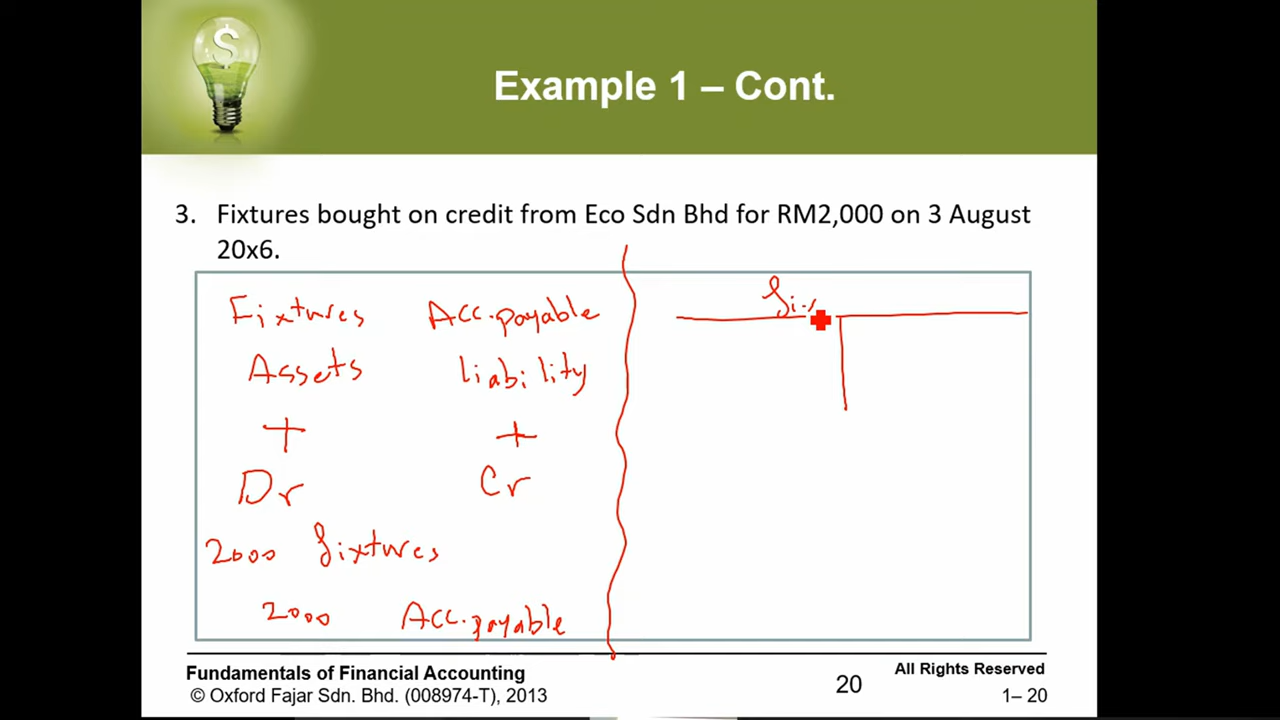 $
Example 1 – Cont.
3. Fixtures bought on credit from Eco Sdn Bhd for RM2,000 on 3 August
20x6.
Fixtures Acc.payable
Assets liability
+ +
Dr Cr
2000 fixtures
2000 Acc.payable
fix
Fundamentals of Financial Accounting
© Oxford Fajar Sdn. Bhd. (008974-T), 2013
20
All Rights Reserved
1– 20